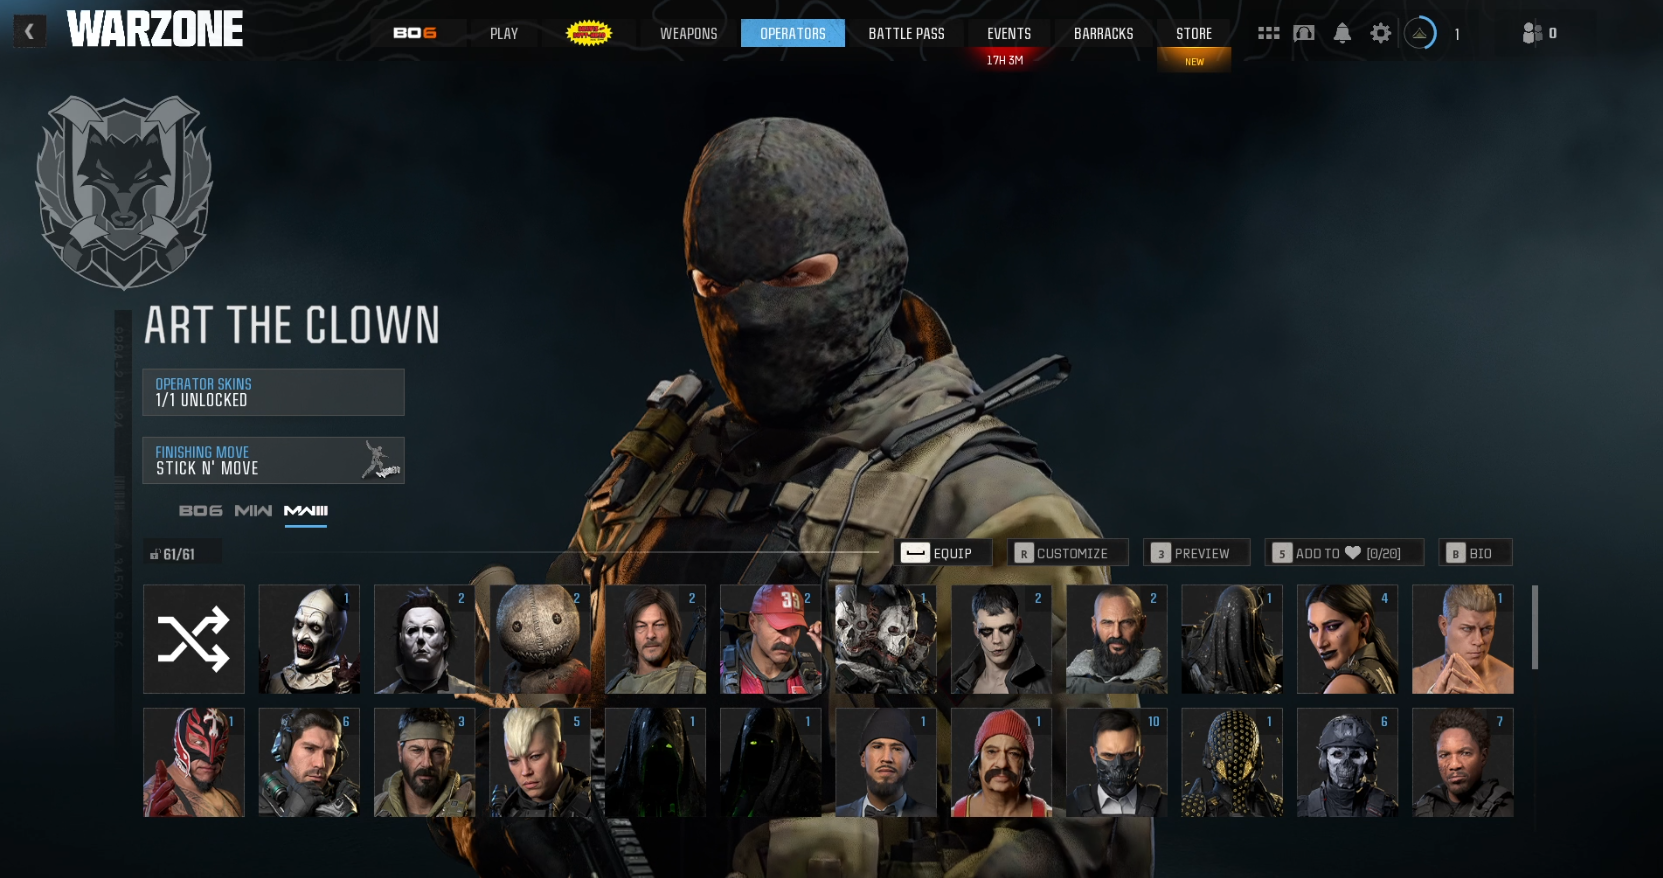 WARZONE
BO6
PLAY
WEAPONS
OPERATORS
BATTLE PASS
EVENTS
BARRACKS
STORE
1
0
17H 3M
NEW
ART THE CLOWN
OPERATOR SKINS
1/1 UNLOCKED
FINISHING MOVE
STICK N' MOVE
BO6 MW MWIII
61/61
EQUIP
R CUSTOMIZE
3 PREVIEW
5 ADD TO [0/20]
B BIO
1 2 2 2 2 1 2 2 1 4 1
33
1 6 3 5 1 1 1 1 10 1 6 7